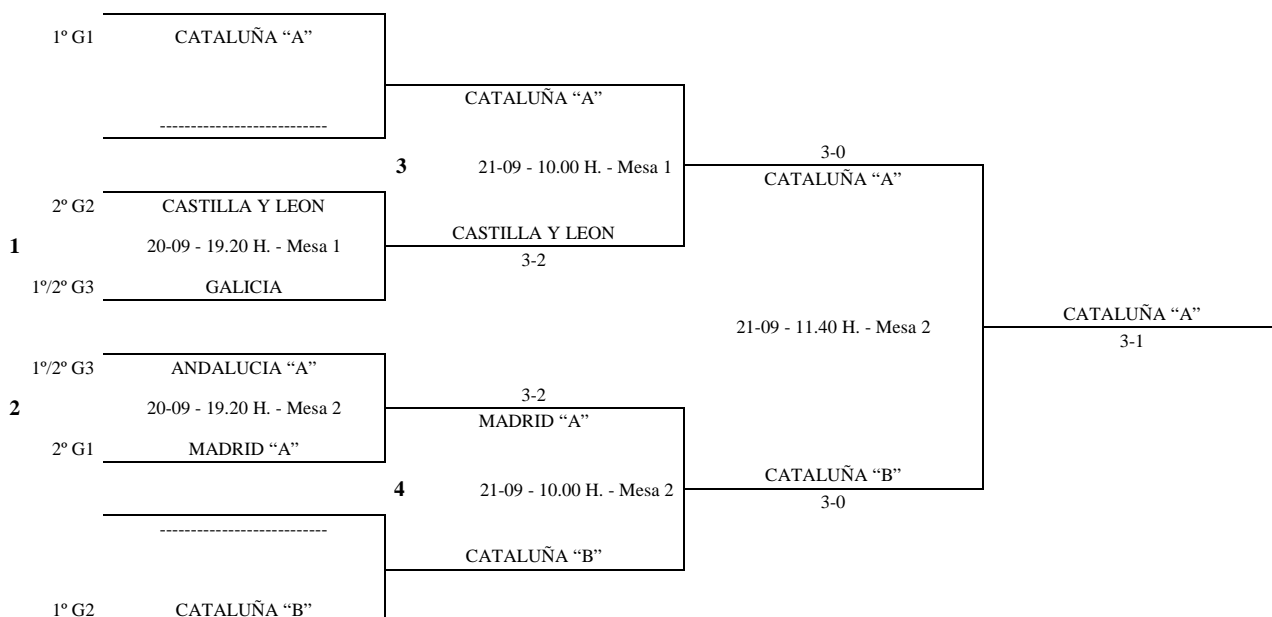 1º G1
CATALUÑA “A”
CATALUÑA “A”
---------------------------
3
21-09 - 10.00 H. - Mesa 1
3-0
CATALUÑA “A”
2º G2
CASTILLA Y LEON
1
20-09 - 19.20 H. - Mesa 1
CASTILLA Y LEON
3-2
1º/2º G3
GALICIA
21-09 - 11.40 H. - Mesa 2
CATALUÑA “A”
3-1
1º/2º G3
ANDALUCIA “A”
2
20-09 - 19.20 H. - Mesa 2
3-2
MADRID “A”
2º G1
MADRID “A”
4
21-09 - 10.00 H. - Mesa 2
CATALUÑA “B”
3-0
---------------------------
CATALUÑA “B”
1º G2
CATALUÑA “B”